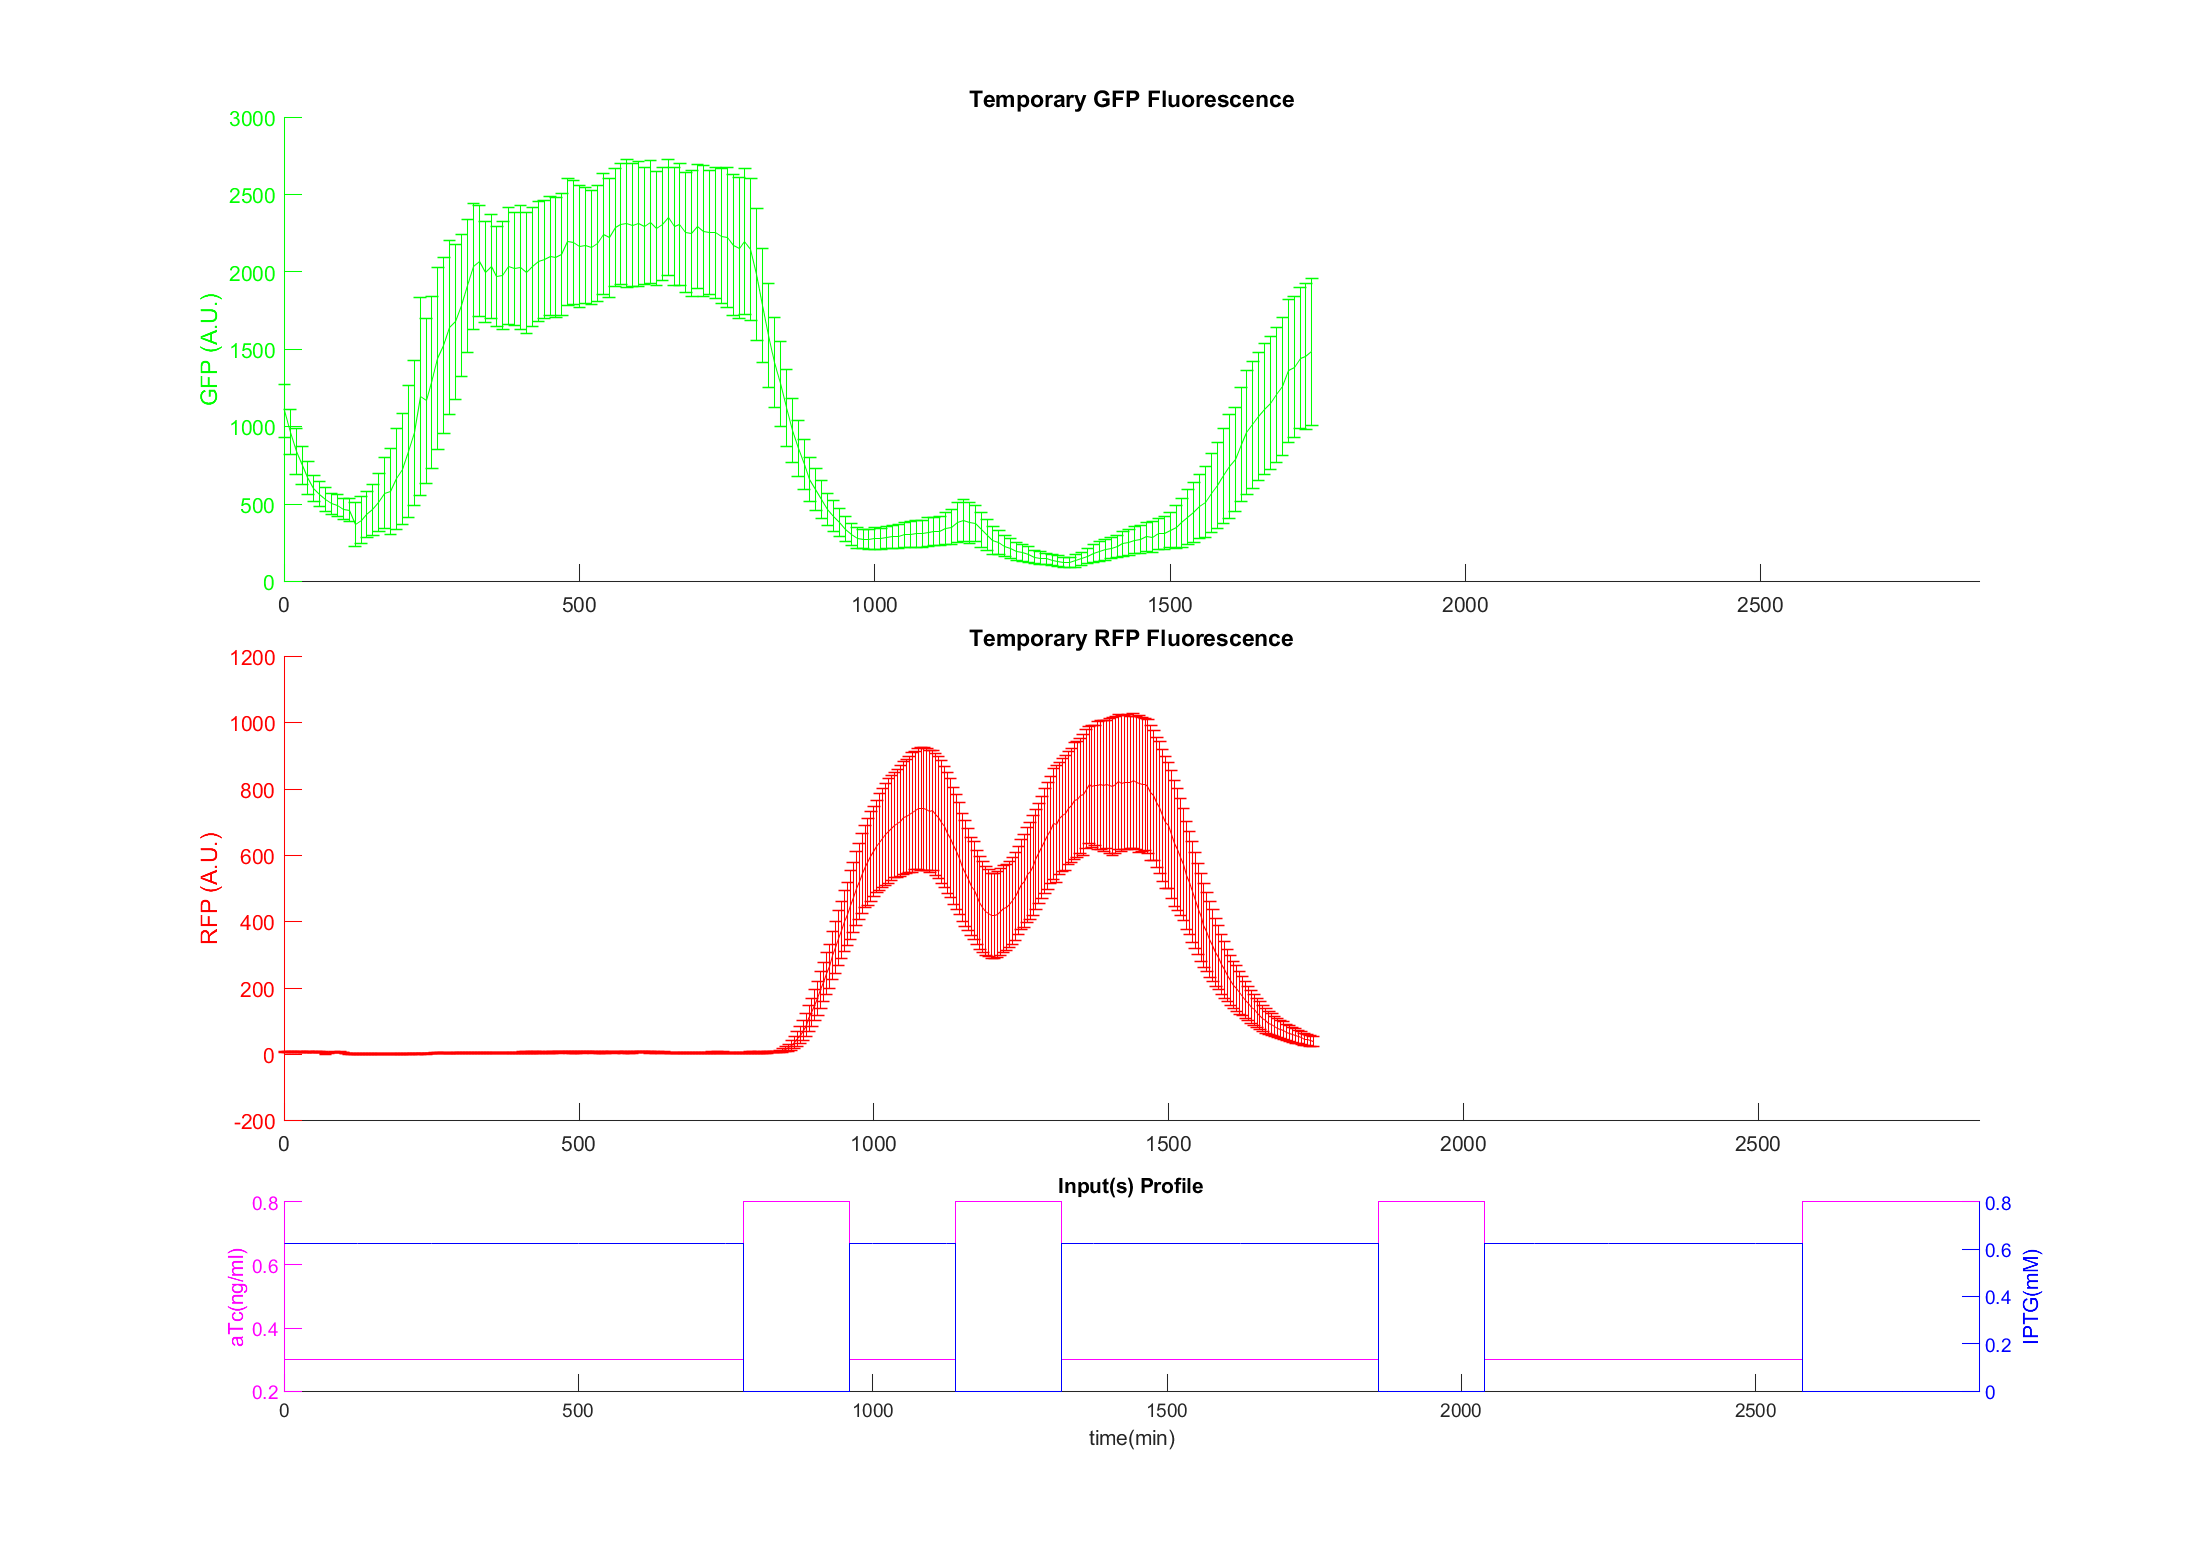 Temporary GFP Fluorescence
3000
2500
2000
1500
1000
500
0
GFP (A.U.)
0 500 1000 1500 2000 2500
Temporary RFP Fluorescence
1200
1000
800
600
400
200
0
-200
RFP (A.U.)
0 500 1000 1500 2000 2500
Input(s) Profile
0.8
0.6
0.4
0.2
aTc(ng/ml)
0.8
0.6
0.4
0.2
0
IPTG(mM)
0 500 1000 1500 2000 2500
time(min)